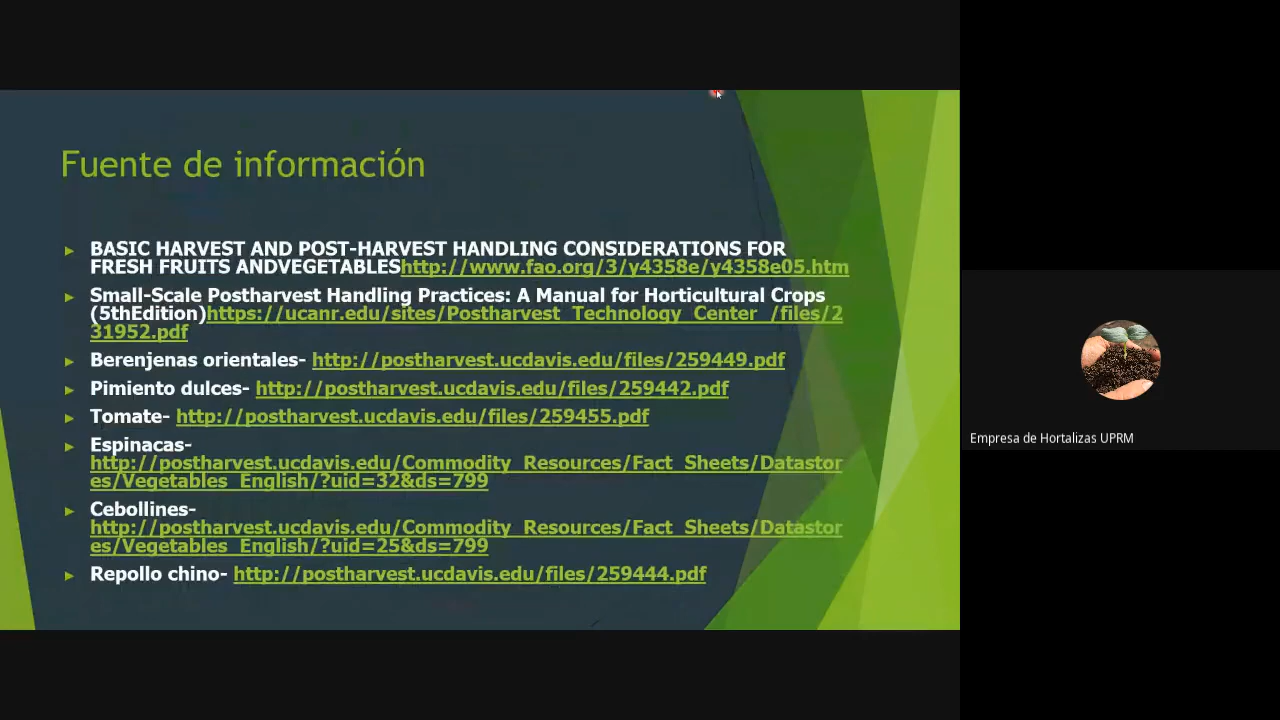 Fuente de información
BASIC HARVEST AND POST-HARVEST HANDLING CONSIDERATIONS FOR
FRESH FRUITS ANDVEGETABLEShttp://www.fao.org/3/y4358e/y4358e05.htm
Small-Scale Postharvest Handling Practices: A Manual for Horticultural Crops
(5thEdition)https://ucanr.edu/sites/Postharvest_Technology_Center_/files/2
31952.pdf
Berenjenas orientales- http://postharvest.ucdavis.edu/files/259449.pdf
Pimiento dulces- http://postharvest.ucdavis.edu/files/259442.pdf
Tomate- http://postharvest.ucdavis.edu/files/259455.pdf
Espinacas-
http://postharvest.ucdavis.edu/Commodity_Resources/Fact_Sheets/Datastor
es/Vegetables_English/?uid=32&ds=799
Cebollines-
http://postharvest.ucdavis.edu/Commodity_Resources/Fact_Sheets/Datastor
es/Vegetables_English/?uid=25&ds=799
Repollo chino- http://postharvest.ucdavis.edu/files/259444.pdf
Empresa de Hortalizas UPRM